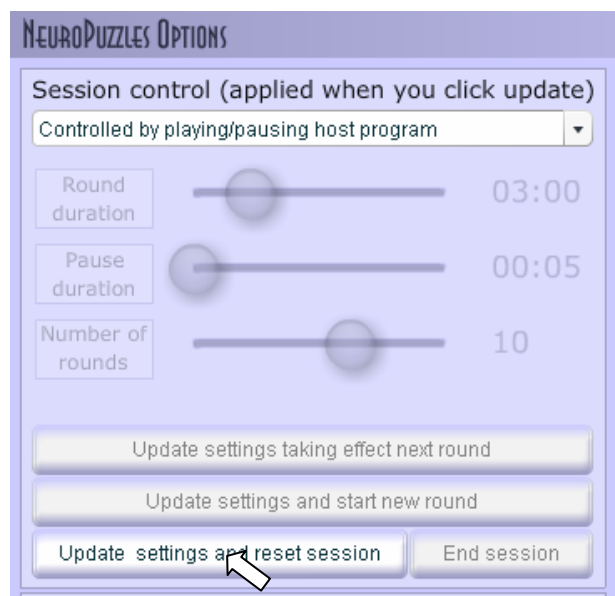 NeuroPuzzles Options
Session control (applied when you click update)
Controlled by playing/pausing host program
Round
duration
03:00
Pause
duration
00:05
Number of
rounds
10
Update settings taking effect next round
Update settings and start new round
Update settings and reset session
End session